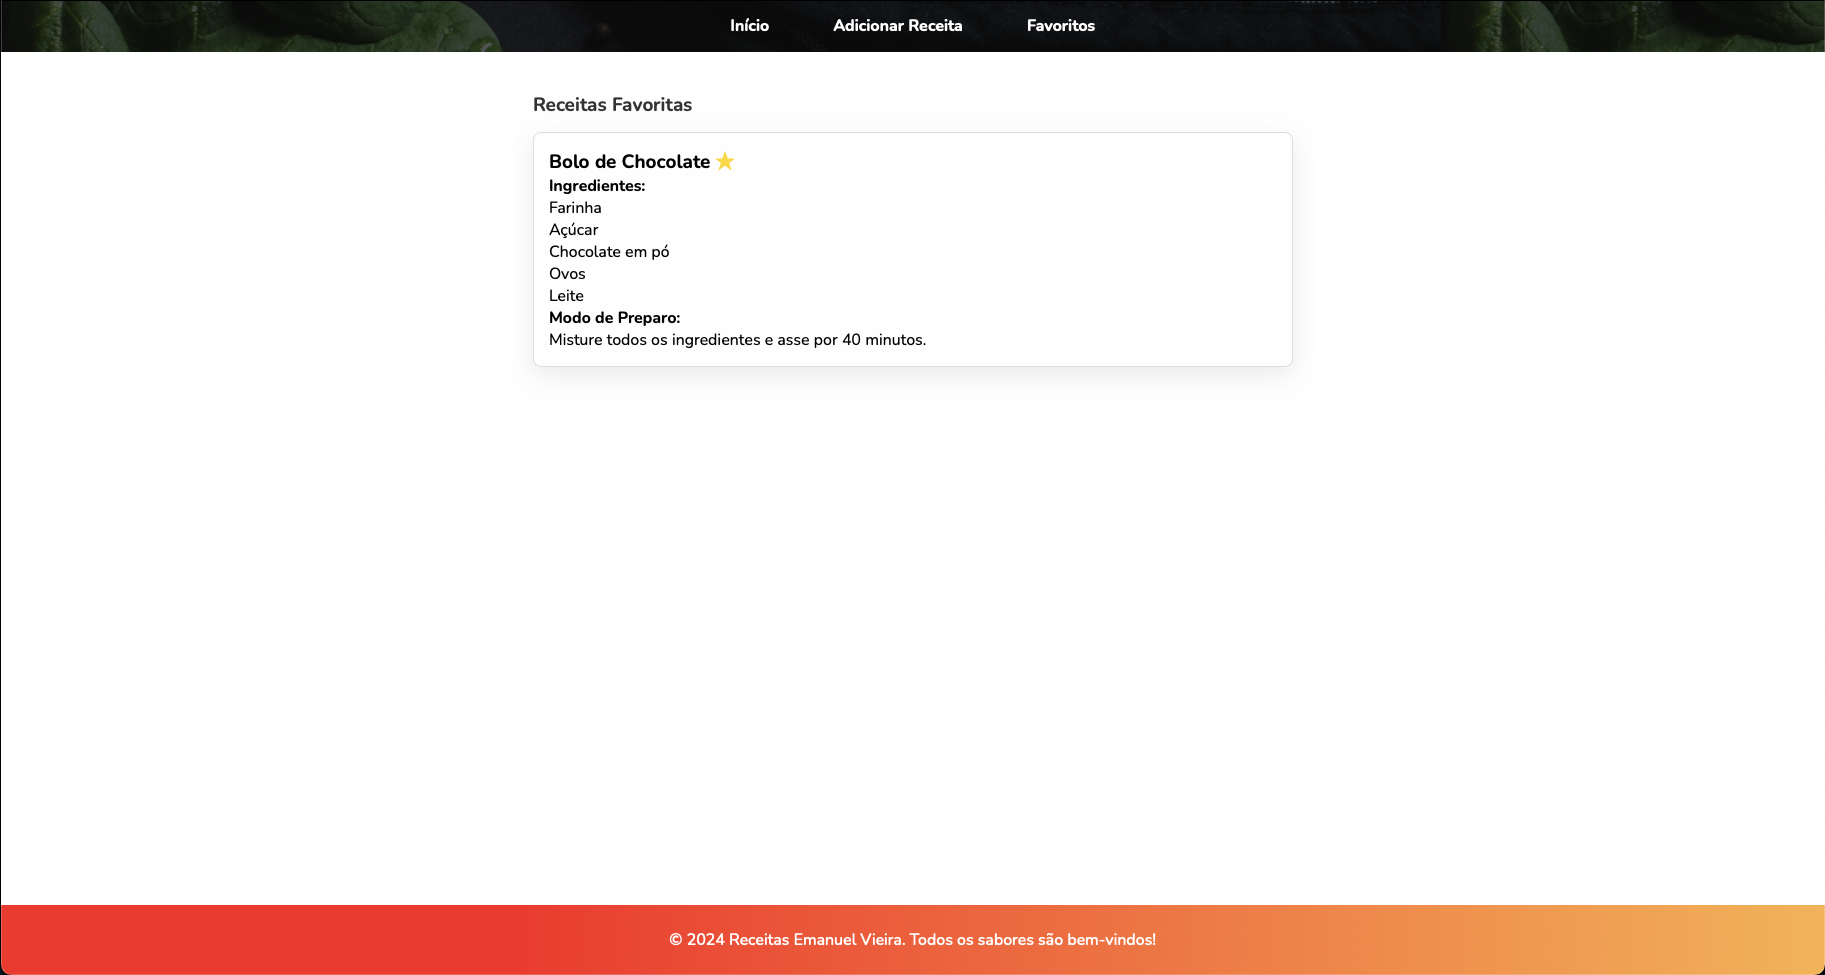 Início Adicionar Receita Favoritos
Receitas Favoritas
Bolo de Chocolate ⭐
Ingredientes:
Farinha
Açúcar
Chocolate em pó
Ovos
Leite
Modo de Preparo:
Misture todos os ingredientes e asse por 40 minutos.
© 2024 Receitas Emanuel Vieira. Todos os sabores são bem-vindos!